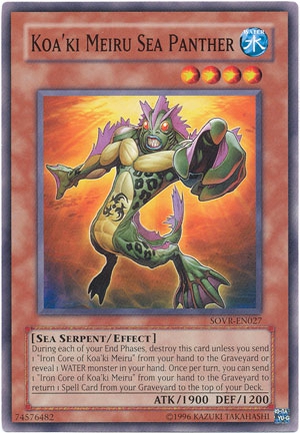 KOA'KI MEIRU SEA PANTHER
WATER
水
SOVR-EN027
[SEA SERPENT/EFFECT]
During each of your End Phases, destroy this card unless you send
1 "Iron Core of Koa'ki Meiru" from your hand to the Graveyard or
reveal 1 WATER monster in your hand. Once per turn, you can send
1 "Iron Core of Koa'ki Meiru" from your hand to the Graveyard to
return 1 Spell Card from your Graveyard to the top of your Deck.
ATK/1900 DEF/1200
74576482
©1996 KAZUKI TAKAHASHI